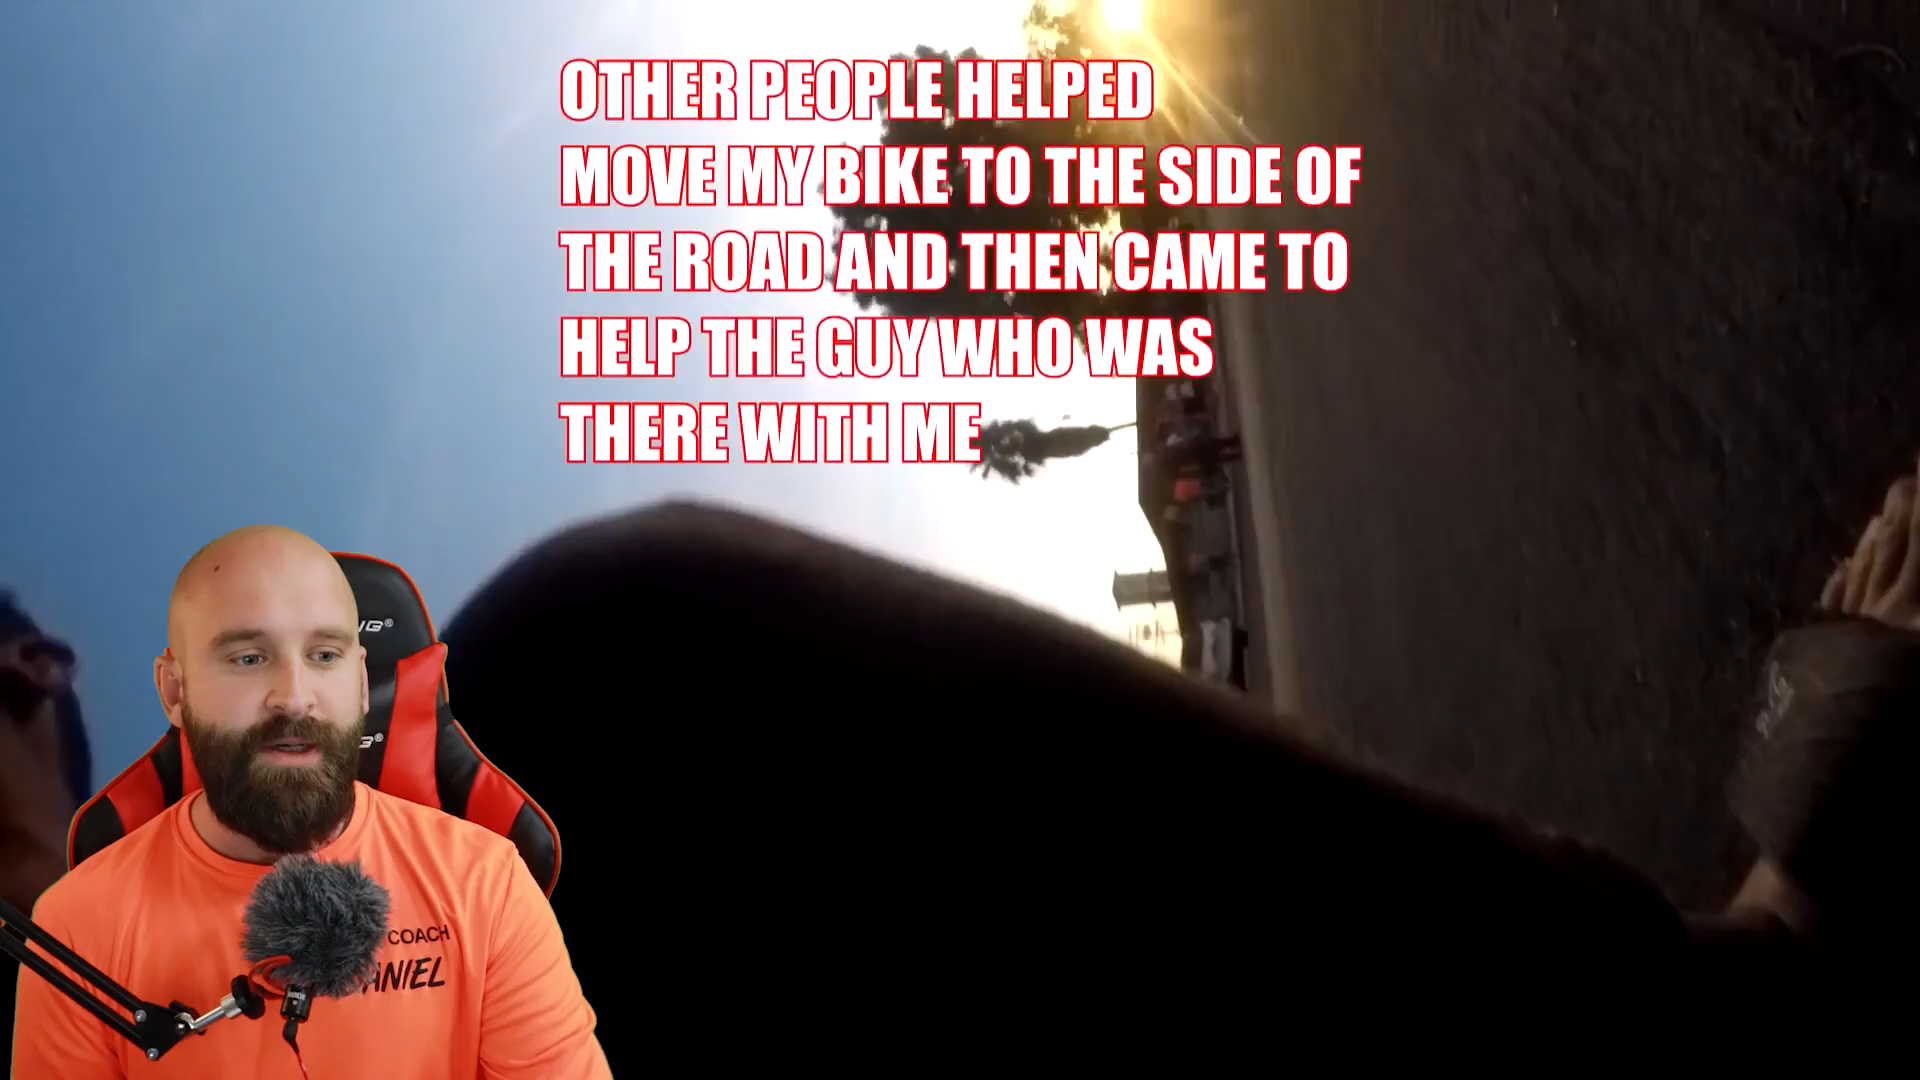 OTHER PEOPLE HELPED
MOVE MY BIKE TO THE SIDE OF
THE ROAD AND THEN CAME TO
HELP THE GUY WHO WAS
THERE WITH ME
COACH
ANIEL